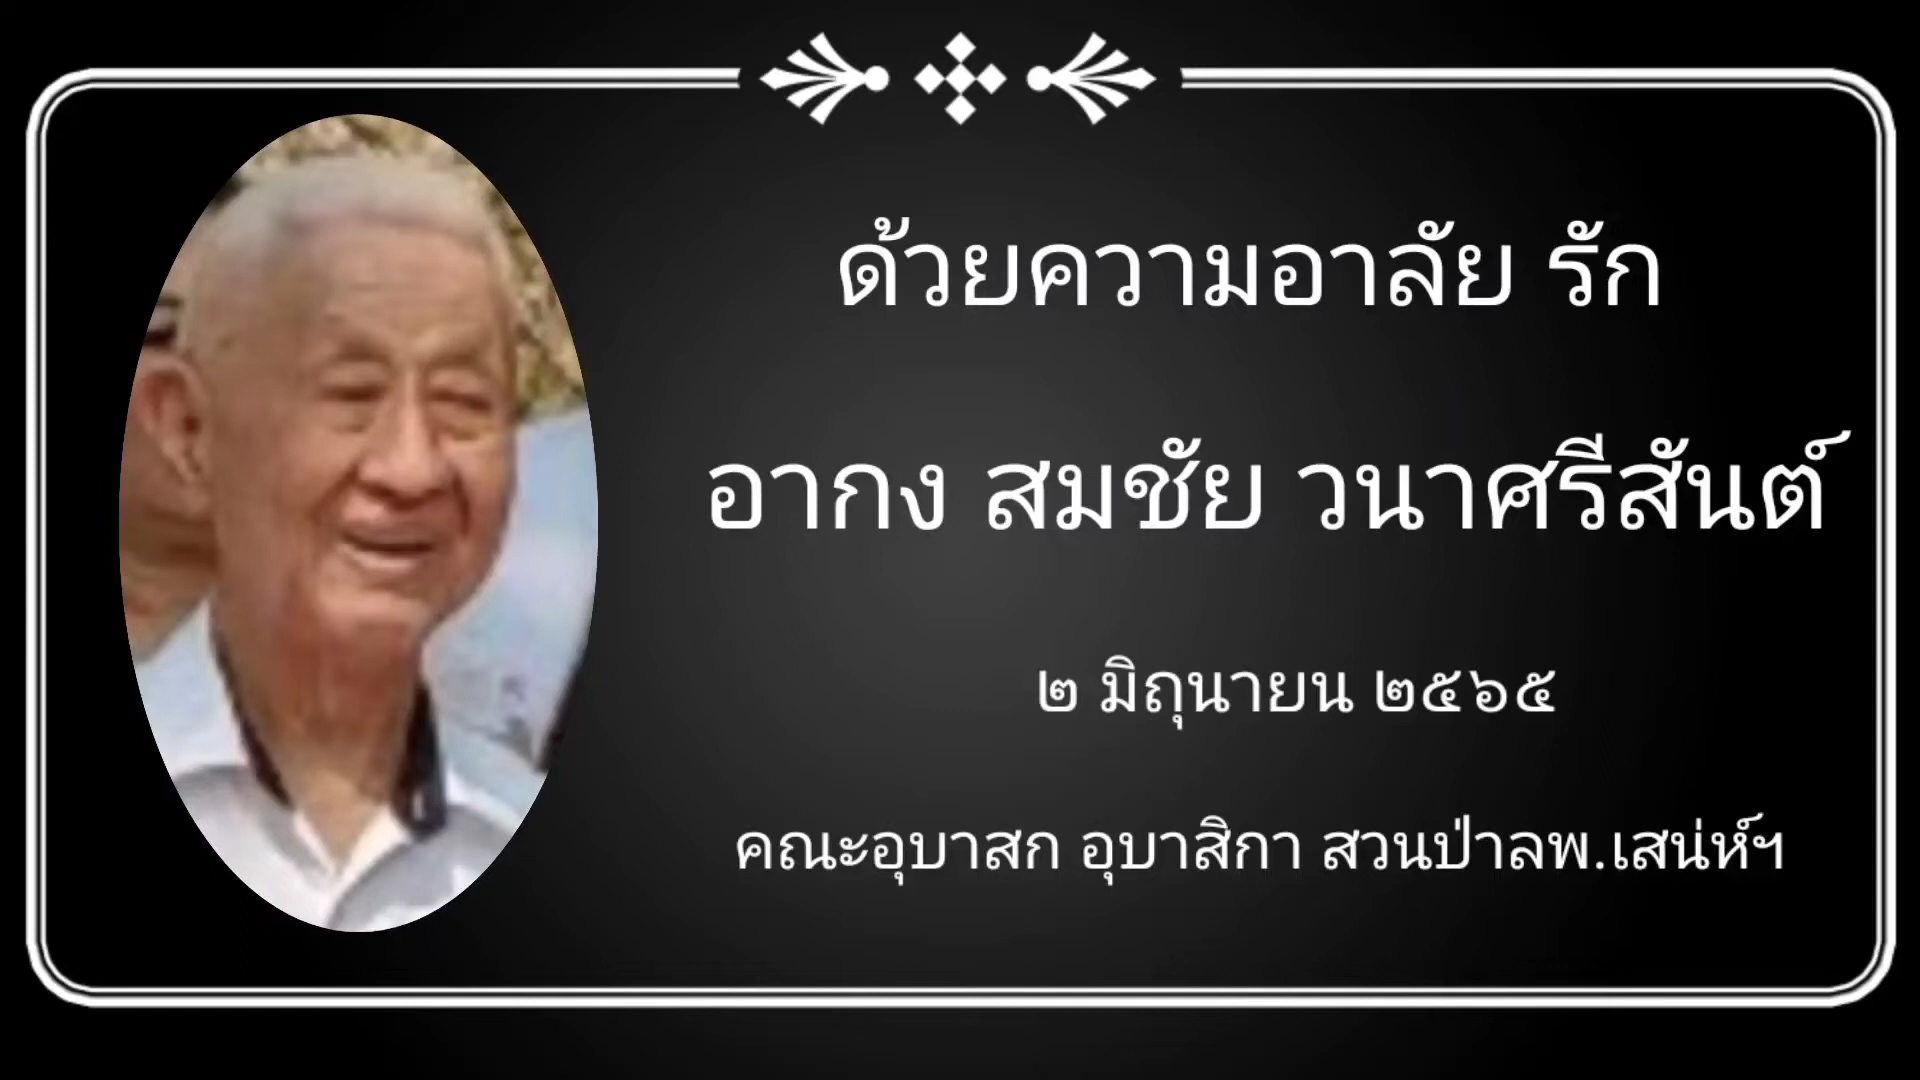 ด้วยความอาลัย รัก
อากง สมชัย วนาศรีสันต์
๒ มิถุนายน ๒๕๖๕
คณะอุบาสก อุบาสิกา สวนป่าลพ.เสน่ห์ฯ